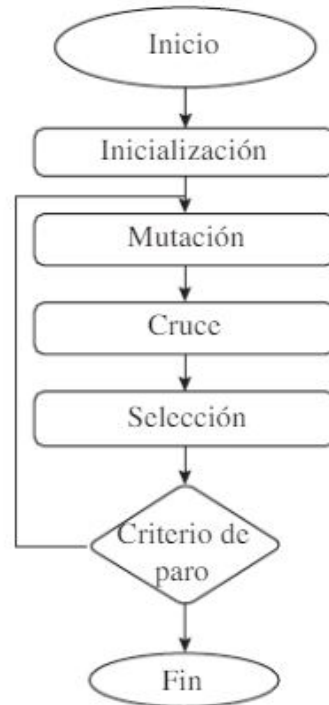 Inicio
Inicialización
Mutación
Cruce
Selección
Criterio de
paro
Fin